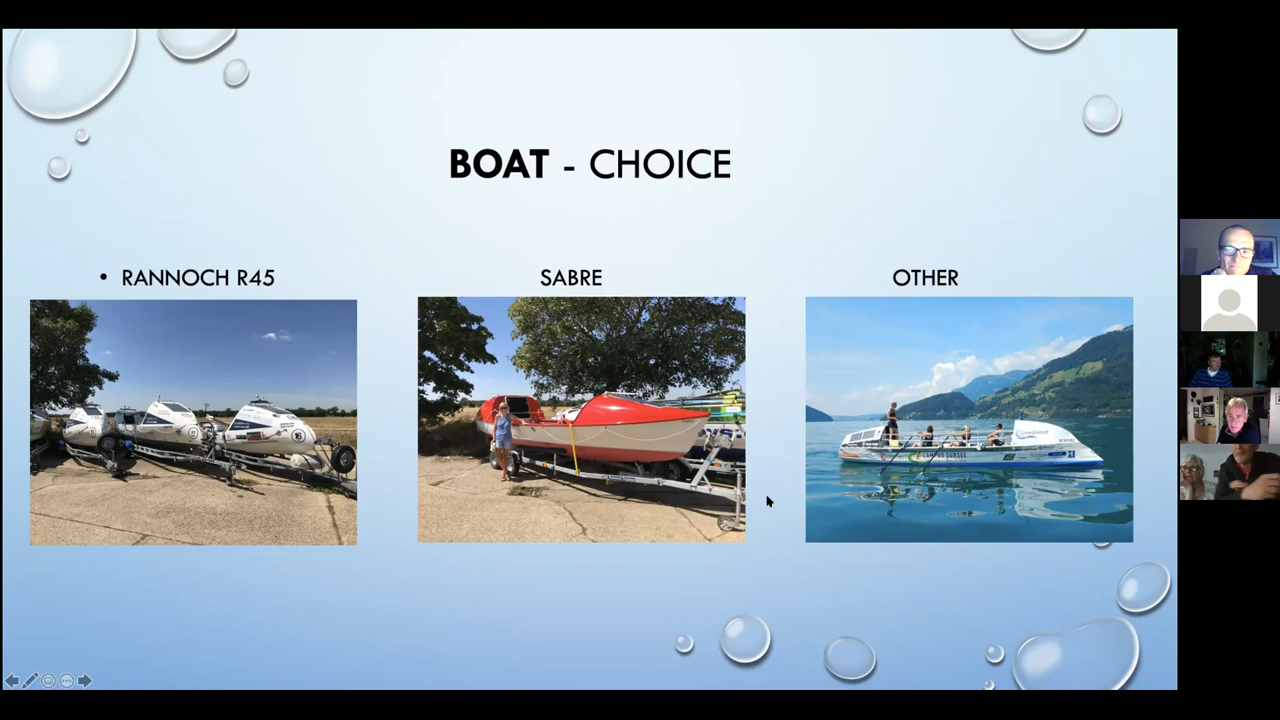 BOAT - CHOICE
• RANNOCH R45
SABRE
OTHER